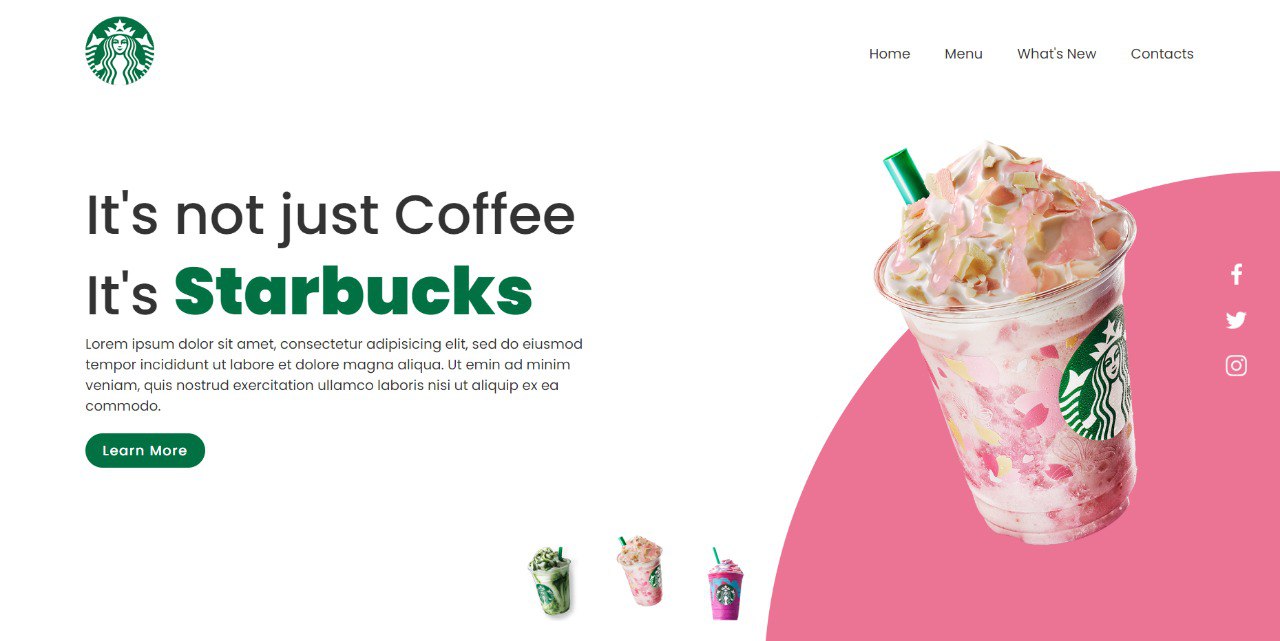 Home Menu What's New Contacts
It's not just Coffee
It's Starbucks
Lorem ipsum dolor sit amet, consectetur adipisicing elit, sed do eiusmod
tempor incididunt ut labore et dolore magna aliqua. Ut emin ad minim
veniam, quis nostrud exercitation ullamco laboris nisi ut aliquip ex ea
commodo.
Learn More